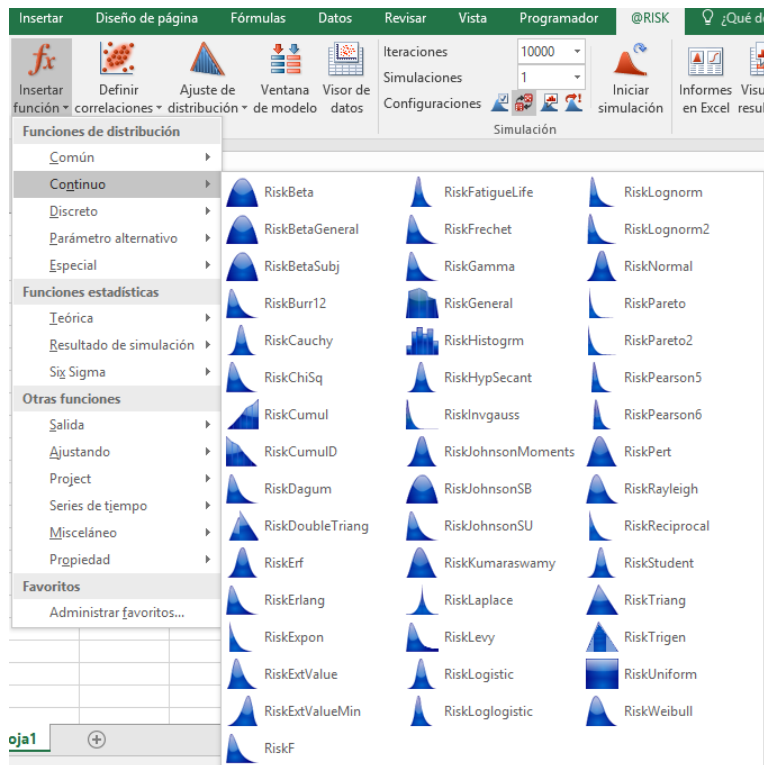 Insertar Diseño de página Fórmulas Datos Revisar Vista Programador @RISK ¿Qué
fx
Insertar función
Definir correlaciones
Ajuste de distribución
Ventana de modelo
Visor de datos
Iteraciones 10000
Simulaciones 1
Configuraciones
Iniciar simulación
Informes en Excel
Simulación
Funciones de distribución
Común
Continuo
Discreto
Parámetro alternativo
Especial
Funciones estadísticas
Teórica
Resultado de simulación
Six Sigma
Otras funciones
Salida
Ajustando
Project
Series de tiempo
Misceláneo
Propiedad
Favoritos
Administrar favoritos...
RiskBeta
RiskBetaGeneral
RiskBetaSubj
RiskBurr12
RiskCauchy
RiskChiSq
RiskCumul
RiskCumulD
RiskDagum
RiskDoubleTriang
RiskErf
RiskErlang
RiskExpon
RiskExtValue
RiskExtValueMin
RiskF
RiskFatigueLife
RiskFrechet
RiskGamma
RiskGeneral
RiskHistogrm
RiskHypSecant
RiskInvgauss
RiskJohnsonMoments
RiskJohnsonSB
RiskJohnsonSU
RiskKumaraswamy
RiskLaplace
RiskLevy
RiskLogistic
RiskLoglogistic
RiskLognorm
RiskLognorm2
RiskNormal
RiskPareto
RiskPareto2
RiskPearson5
RiskPearson6
RiskPert
RiskRayleigh
RiskReciprocal
RiskStudent
RiskTriang
RiskTrigen
RiskUniform
RiskWeibull
oja1